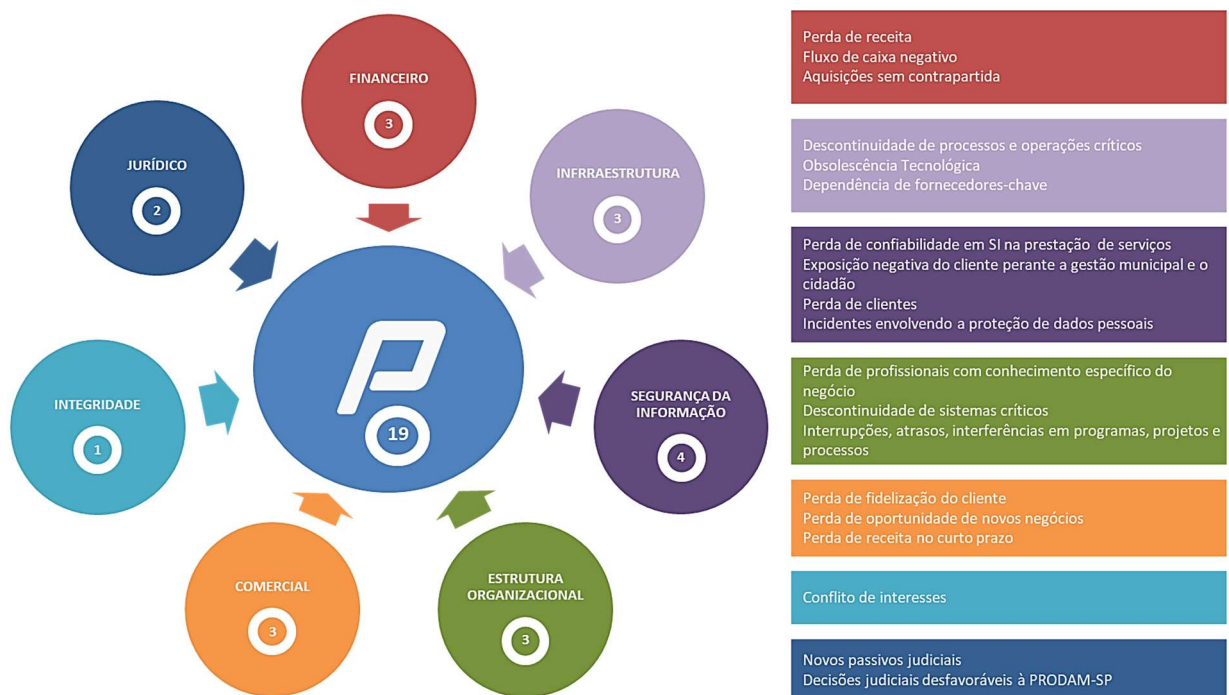 FINANCEIRO
3
JURÍDICO
2
INFRRAESTRUTURA
3
INTEGRIDADE
1
19
SEGURANÇA DA
INFORMAÇÃO
4
COMERCIAL
3
ESTRUTURA
ORGANIZACIONAL
3
Perda de receita
Fluxo de caixa negativo
Aquisições sem contrapartida
Descontinuidade de processos e operações críticos
Obsolescência Tecnológica
Dependência de fornecedores-chave
Perda de confiabilidade em SI na prestação de serviços
Exposição negativa do cliente perante a gestão municipal e o
cidadão
Perda de clientes
Incidentes envolvendo a proteção de dados pessoais
Perda de profissionais com conhecimento específico do
negócio
Descontinuidade de sistemas críticos
Interrupções, atrasos, interferências em programas, projetos e
processos
Perda de fidelização do cliente
Perda de oportunidade de novos negócios
Perda de receita no curto prazo
Conflito de interesses
Novos passivos judiciais
Decisões judiciais desfavoráveis à PRODAM-SP